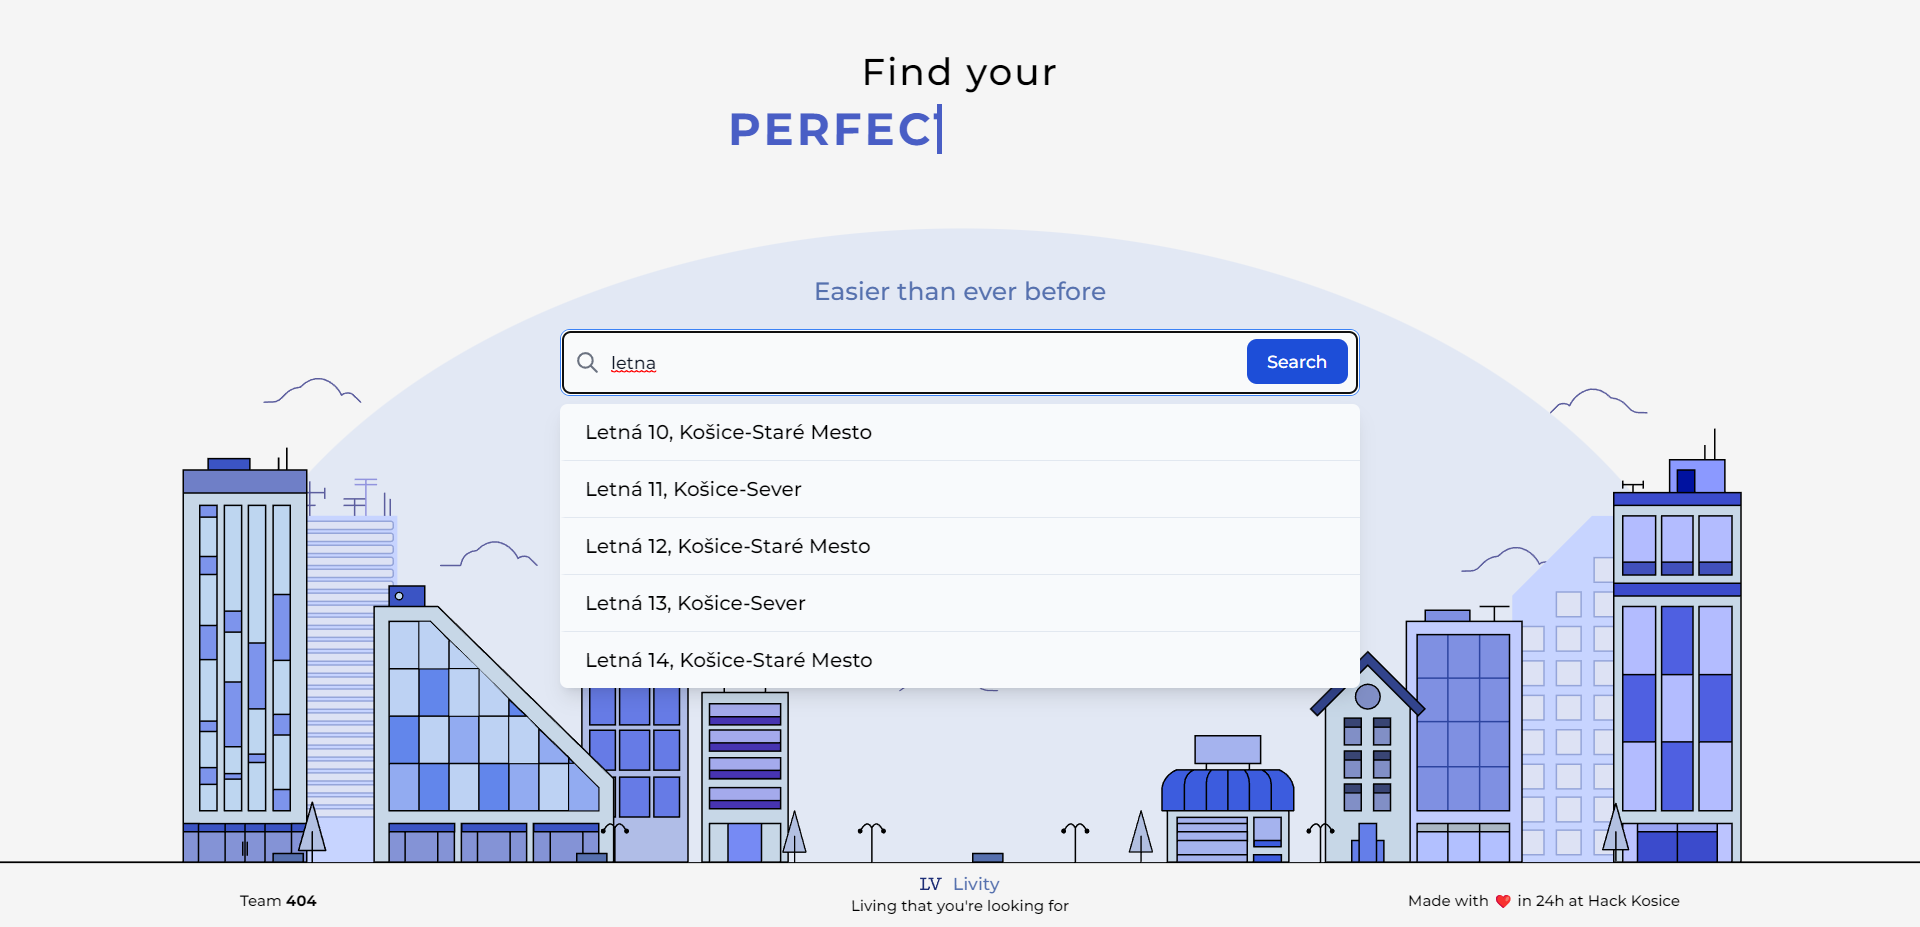 Find your
PERFECT
Easier than ever before
letna
Search
Letná 10, Košice-Staré Mesto
Letná 11, Košice-Sever
Letná 12, Košice-Staré Mesto
Letná 13, Košice-Sever
Letná 14, Košice-Staré Mesto
LV Livity
Team 404
Living that you're looking for
Made with ❤️ in 24h at Hack Kosice